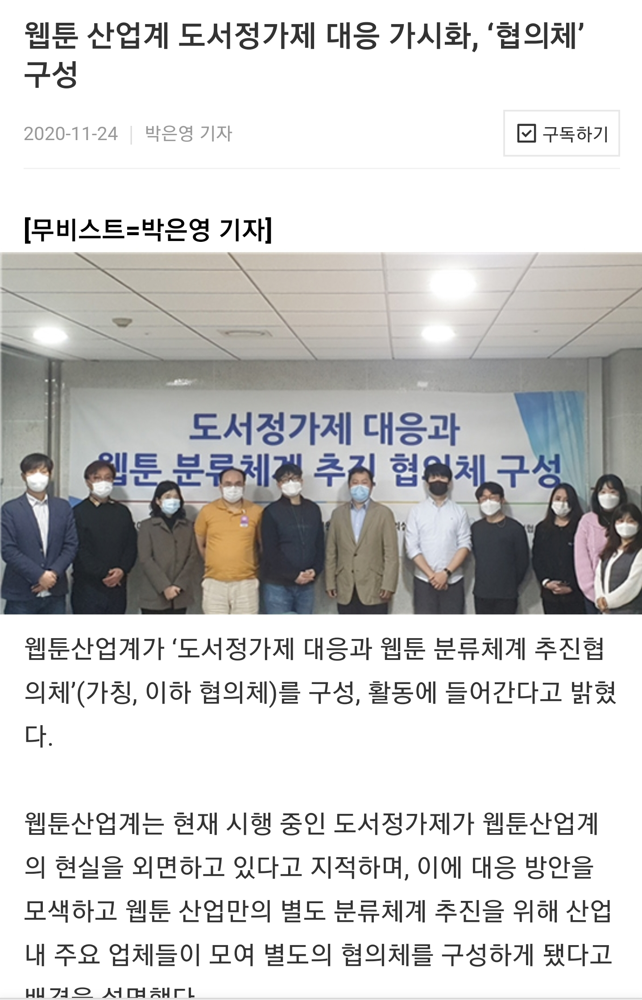 웹툰 산업계 도서정가제 대응 가시화, ‘협의체’
구성
2020-11-24 | 박은영 기자
구독하기
[무비스트=박은영 기자]
도서정가제 대응과
웹툰 분류체계 추진 협의체 구성
웹툰산업계가 ‘도서정가제 대응과 웹툰 분류체계 추진협
의체’(가칭, 이하 협의체)를 구성, 활동에 들어간다고 밝혔
다.
웹툰산업계는 현재 시행 중인 도서정가제가 웹툰산업계
의 현실을 외면하고 있다고 지적하며, 이에 대응 방안을
모색하고 웹툰 산업만의 별도 분류체계 추진을 위해 산업
내 주요 업체들이 모여 별도의 협의체를 구성하게 됐다고
배경을 설명했다